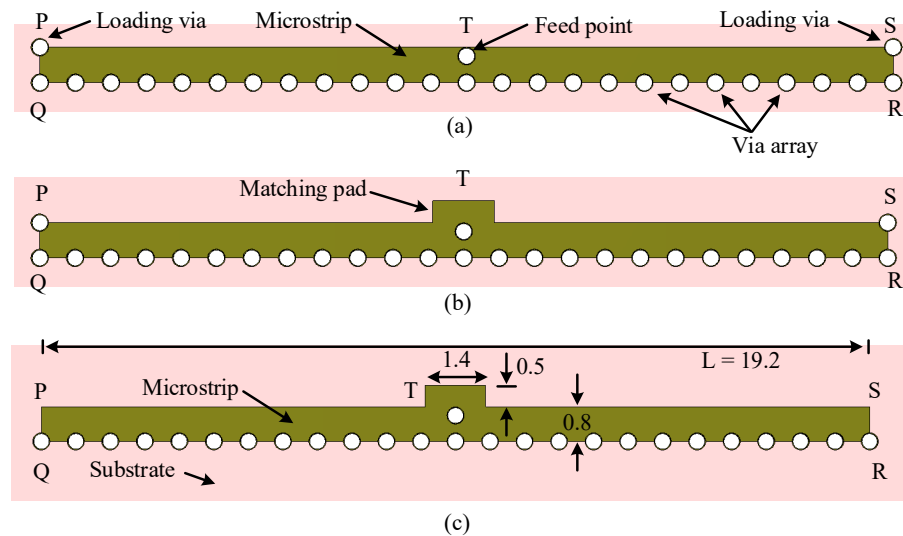 P Loading via Microstrip T Feed point Loading via S
Q R
(a) Via array
P Matching pad T S
Q R
(b)
L = 19.2
1.4 0.5
P Microstrip T S
0.8
Q Substrate R
(c)